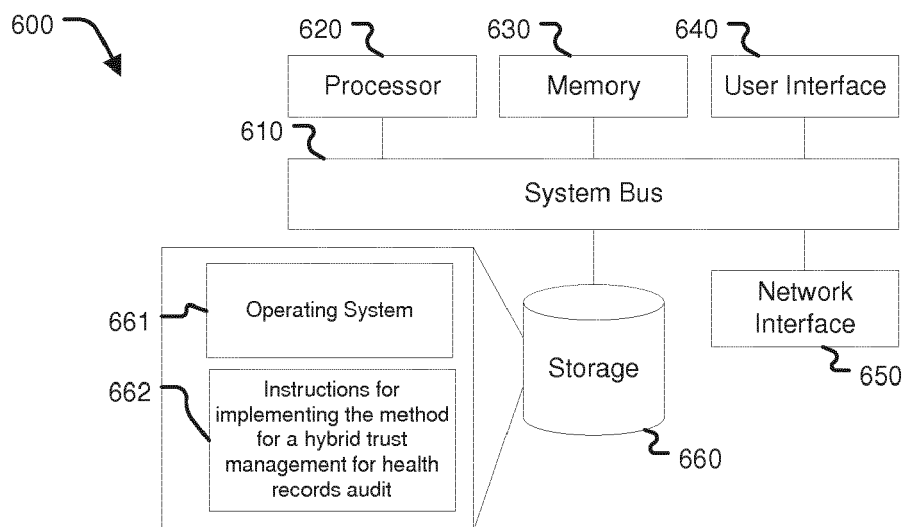 600
620
630
640
Processor
Memory
User Interface
610
System Bus
661
Operating System
Network
Interface
650
Storage
662
Instructions for
implementing the method
for a hybrid trust
management for health
records audit
660